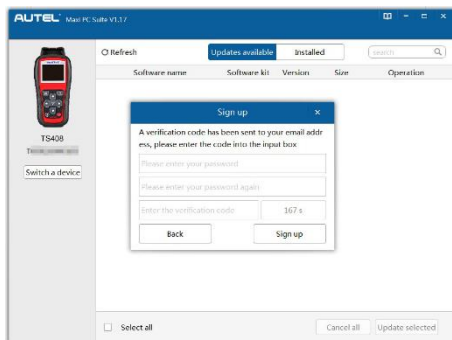 AUTEL Maxi PC Suite V1.17
Refresh Updates available Installed search
Software name Software kit Version Size Operation
TS408
Switch a device
Sign up
A verification code has been sent to your email addr
ess, please enter the code into the input box
Please enter your password
Please enter your password again
Enter the verification code 167 s
Back Sign up
Select all Cancel all Update selected